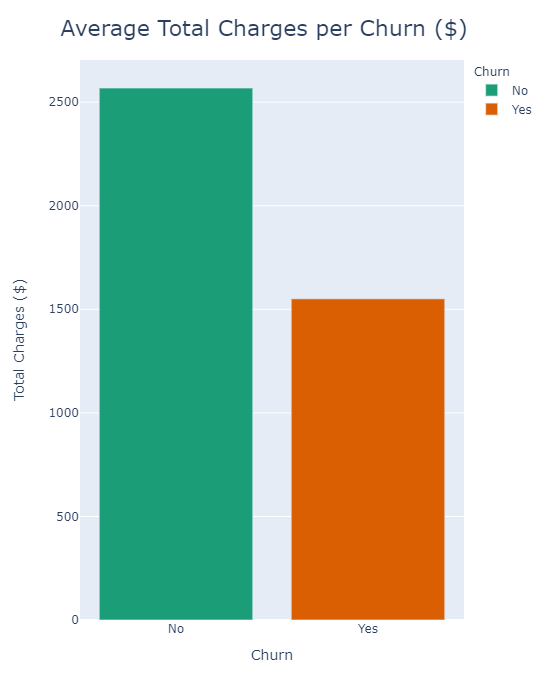 Average Total Charges per Churn ($)
Churn
No
Yes
2500
2000
1500
1000
500
0
Total Charges ($)
No Yes
Churn